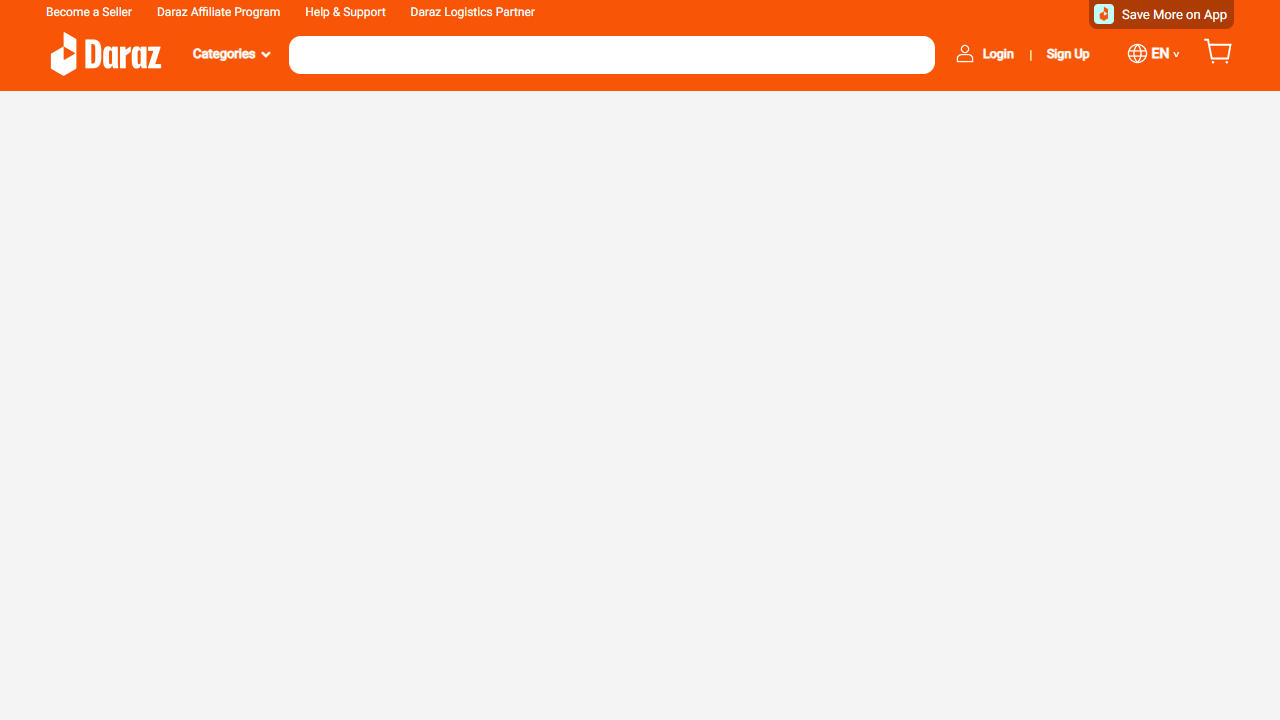 Become a Seller
Daraz Affiliate Program
Help & Support
Daraz Logistics Partner
Save More on App
Daraz
Categories
Login
|
Sign Up
EN